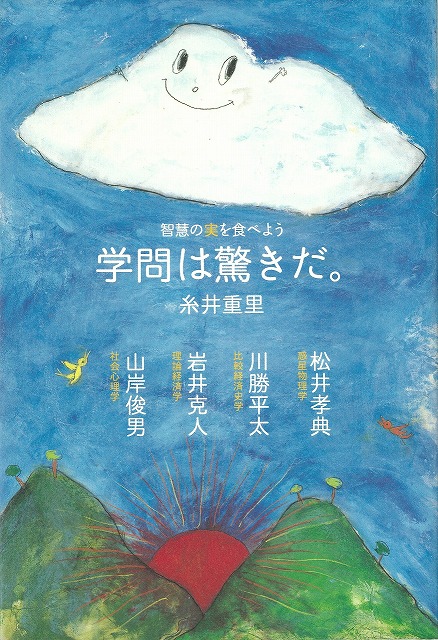 智慧の実を食べよう
学問は驚きだ。
糸井重里
松井孝典
惑星物理学
川勝平太
比較経済史学
岩井克人
理論経済学
山岸俊男
社会心理学